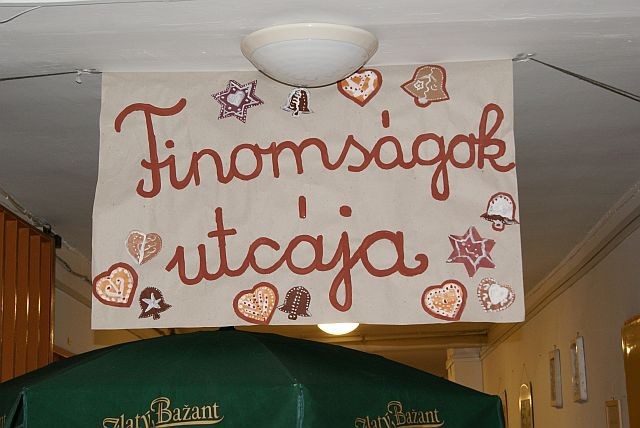 Finomságok
utcája
Zlatý Bažant
Zlatý Bažant